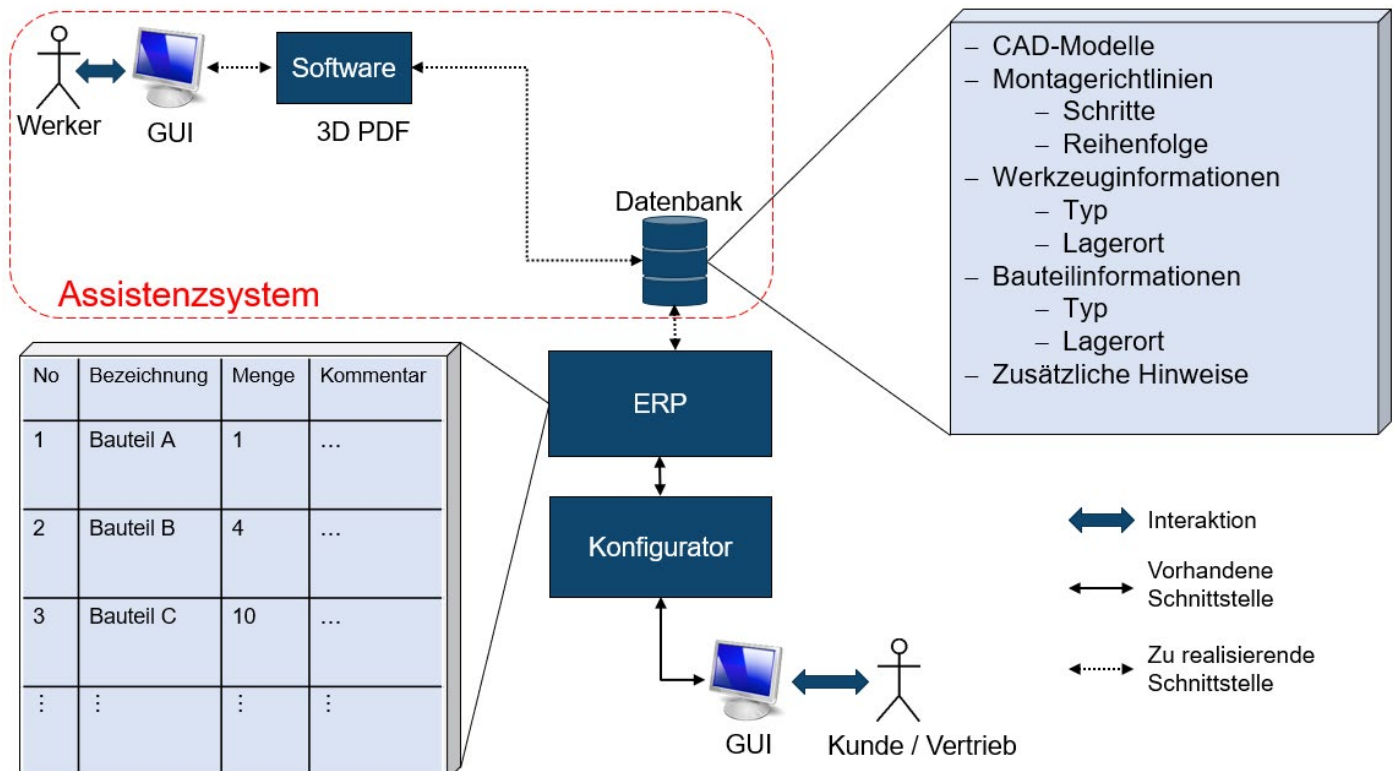 Werker
GUI
Software
3D PDF
Datenbank
Assistenzsystem
– CAD-Modelle
– Montagerichtlinien
– Schritte
– Reihenfolge
– Werkzeuginformationen
– Typ
– Lagerort
– Bauteilinformationen
– Typ
– Lagerort
– Zusätzliche Hinweise
No Bezeichnung Menge Kommentar
1 Bauteil A 1 …
2 Bauteil B 4 …
3 Bauteil C 10 …
⋮ ⋮ ⋮ ⋮
ERP
Konfigurator
GUI
Kunde / Vertrieb
Interaktion
Vorhandene
Schnittstelle
Zu realisierende
Schnittstelle